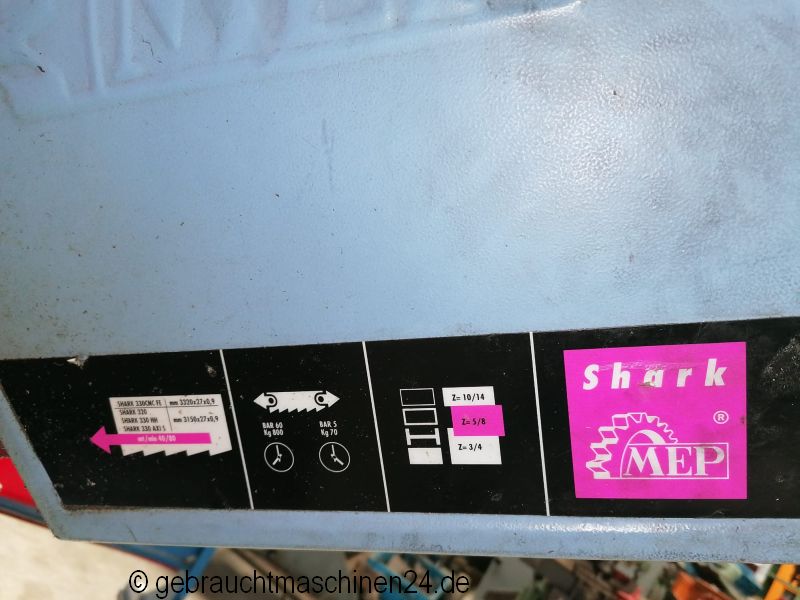 MEP
SHARK 330CNC FE mm 3320x27x0,9
SHARK 320
SHARK 330 NH mm 3150x27x0,9
SHARK 330 AXI S
mt/min 40/80
BAR 60
Kg 800
BAR 5
Kg 70
Z= 10/14
Z= 5/8
Z= 3/4
Shark
®
MEP
© gebrauchtmaschinen24.de